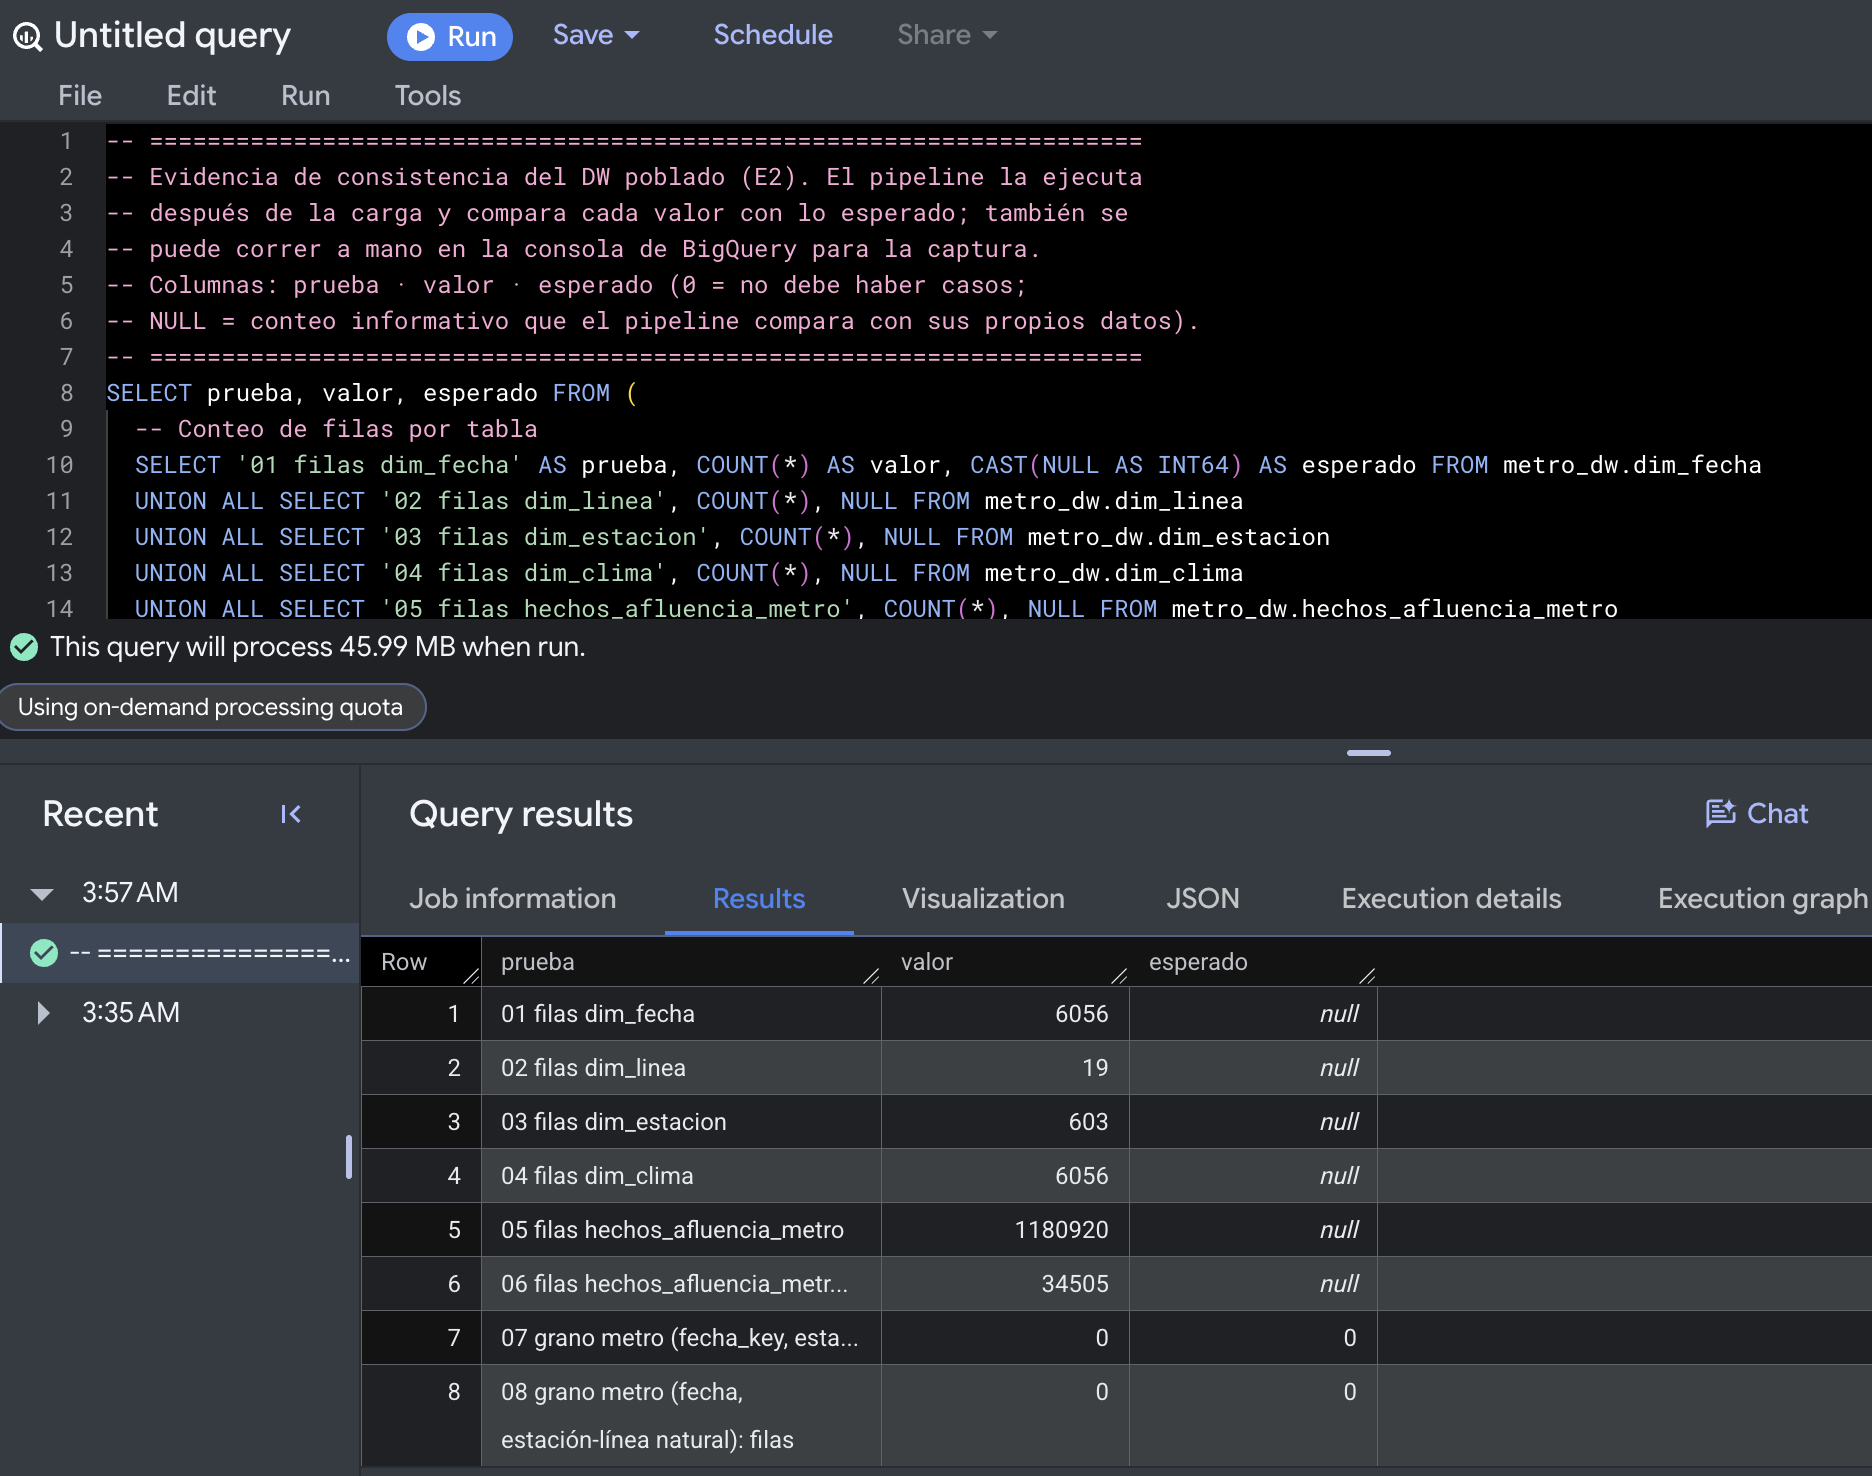 Untitled query
Run
Save
Schedule
Share
File
Edit
Run
Tools
1 -- =====================================================================
2 -- Evidencia de consistencia del DW poblado (E2). El pipeline la ejecuta
3 -- después de la carga y compara cada valor con lo esperado; también se
4 -- puede correr a mano en la consola de BigQuery para la captura.
5 -- Columnas: prueba · valor · esperado (0 = no debe haber casos;
6 -- NULL = conteo informativo que el pipeline compara con sus propios datos).
7 -- =====================================================================
8 SELECT prueba, valor, esperado FROM (
9 -- Conteo de filas por tabla
10 SELECT '01 filas dim_fecha' AS prueba, COUNT(*) AS valor, CAST(NULL AS INT64) AS esperado FROM metro_dw.dim_fecha
11 UNION ALL SELECT '02 filas dim_linea', COUNT(*), NULL FROM metro_dw.dim_linea
12 UNION ALL SELECT '03 filas dim_estacion', COUNT(*), NULL FROM metro_dw.dim_estacion
13 UNION ALL SELECT '04 filas dim_clima', COUNT(*), NULL FROM metro_dw.dim_clima
14 UNION ALL SELECT '05 filas hechos_afluencia_metro', COUNT(*), NULL FROM metro_dw.hechos_afluencia_metro
This query will process 45.99 MB when run.
Using on-demand processing quota
Recent
3:57 AM
-- ================...
3:35 AM
Query results
Chat
Job information
Results
Visualization
JSON
Execution details
Execution graph
Row prueba valor esperado
1 01 filas dim_fecha 6056 null
2 02 filas dim_linea 19 null
3 03 filas dim_estacion 603 null
4 04 filas dim_clima 6056 null
5 05 filas hechos_afluencia_metro 1180920 null
6 06 filas hechos_afluencia_metr... 34505 null
7 07 grano metro (fecha_key, esta... 0 0
8 08 grano metro (fecha, 0 0
estación-línea natural): filas